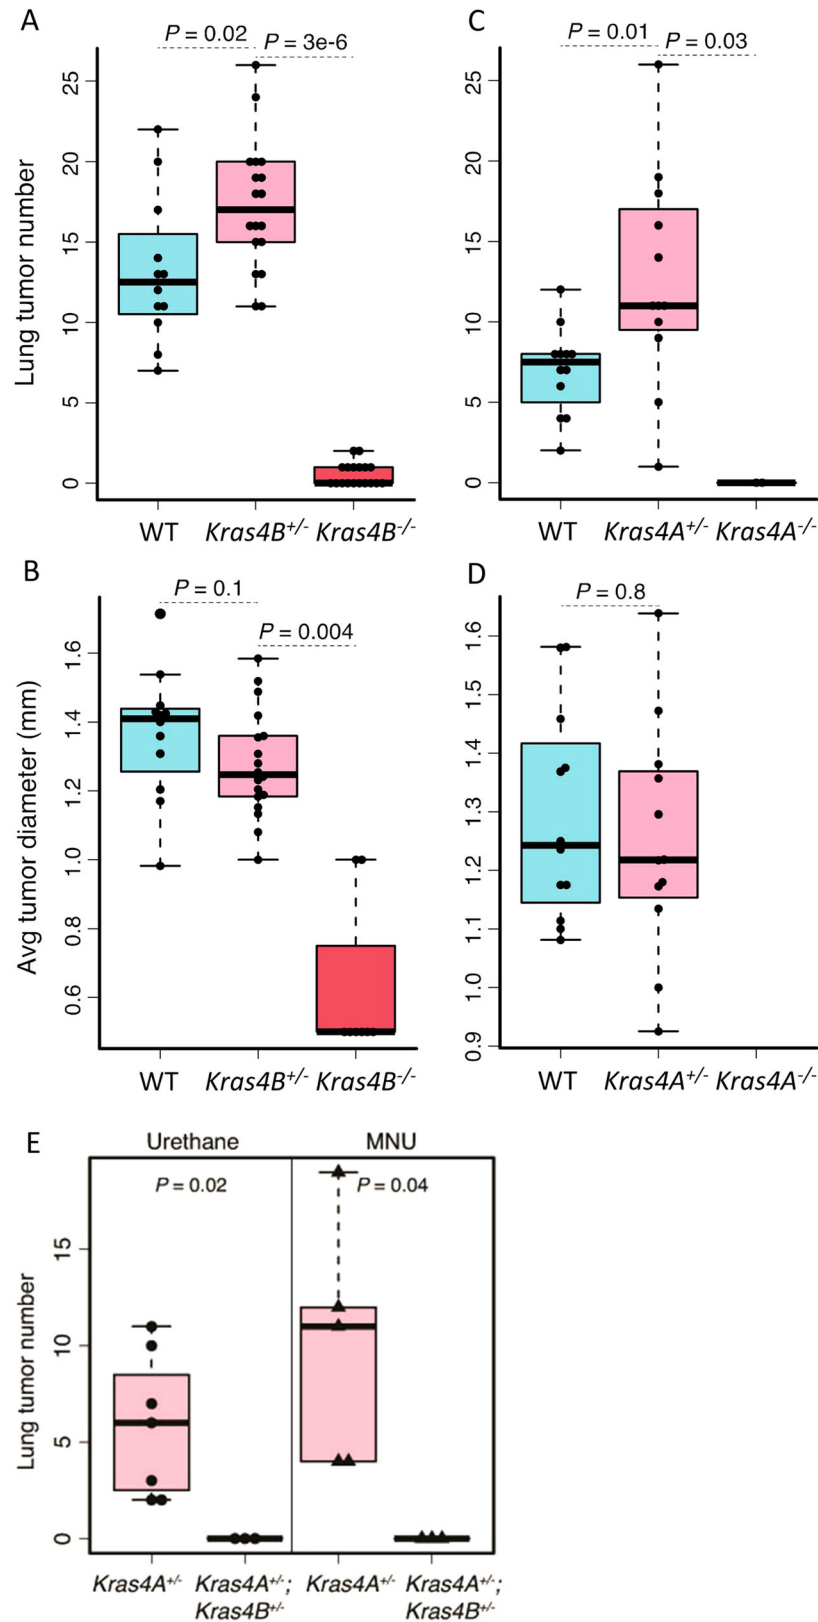 A
P = 0.02
P = 3e-6
Lung tumor number
25
20
15
10
5
0
WT
Kras4B+/-
Kras4B-/-
C
P = 0.01
P = 0.03
25
20
15
10
5
0
WT
Kras4A+/-
Kras4A-/-
B
P = 0.1
P = 0.004
Avg tumor diameter (mm)
1.6
1.4
1.2
1.0
0.8
0.6
WT
Kras4B+/-
Kras4B-/-
D
P = 0.8
1.6
1.5
1.4
1.3
1.2
1.1
1.0
0.9
WT
Kras4A+/-
Kras4A-/-
E
Urethane
MNU
P = 0.02
P = 0.04
Lung tumor number
15
10
5
0
Kras4A+/-
Kras4A+/-;
Kras4B+/-
Kras4A+/-
Kras4A+/-;
Kras4B+/-